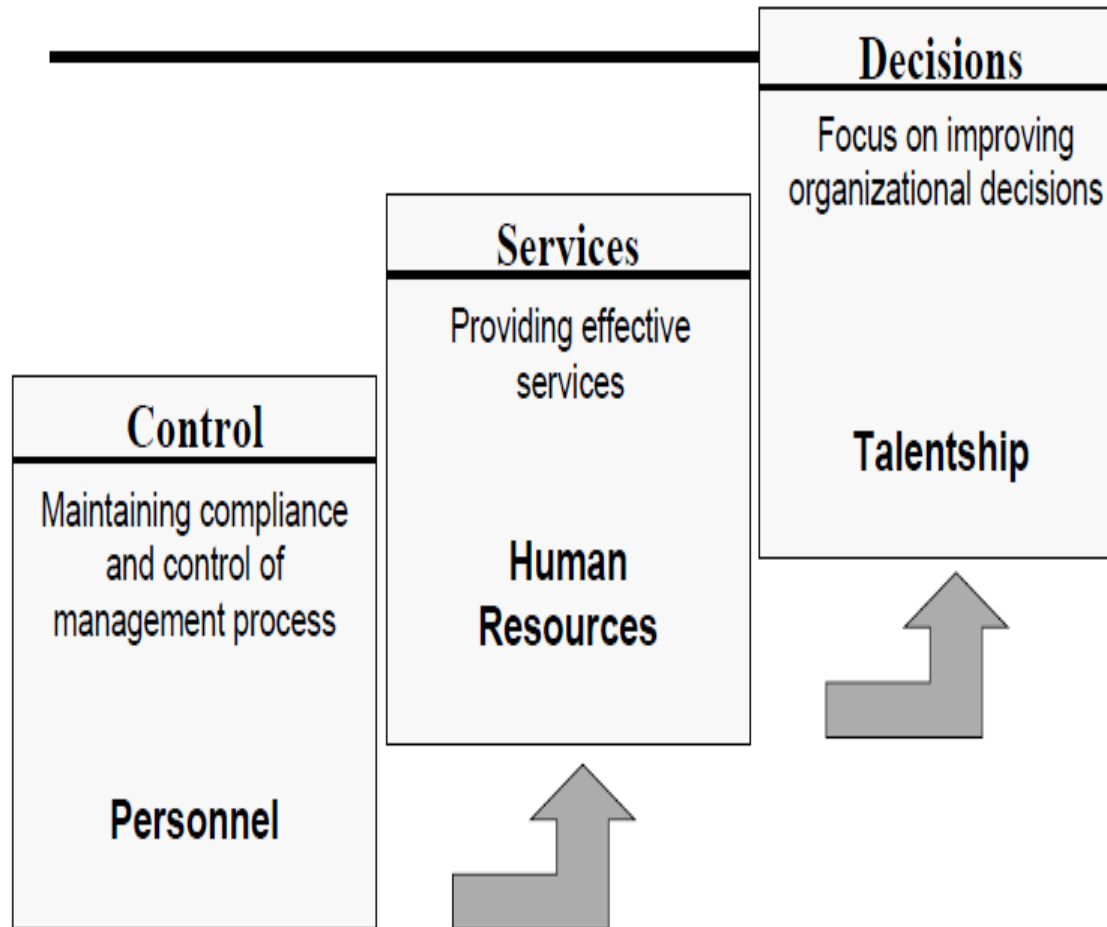 Decisions
Focus on improving
organizational decisions
Talentship
Services
Providing effective
services
Human
Resources
Control
Maintaining compliance
and control of
management process
Personnel